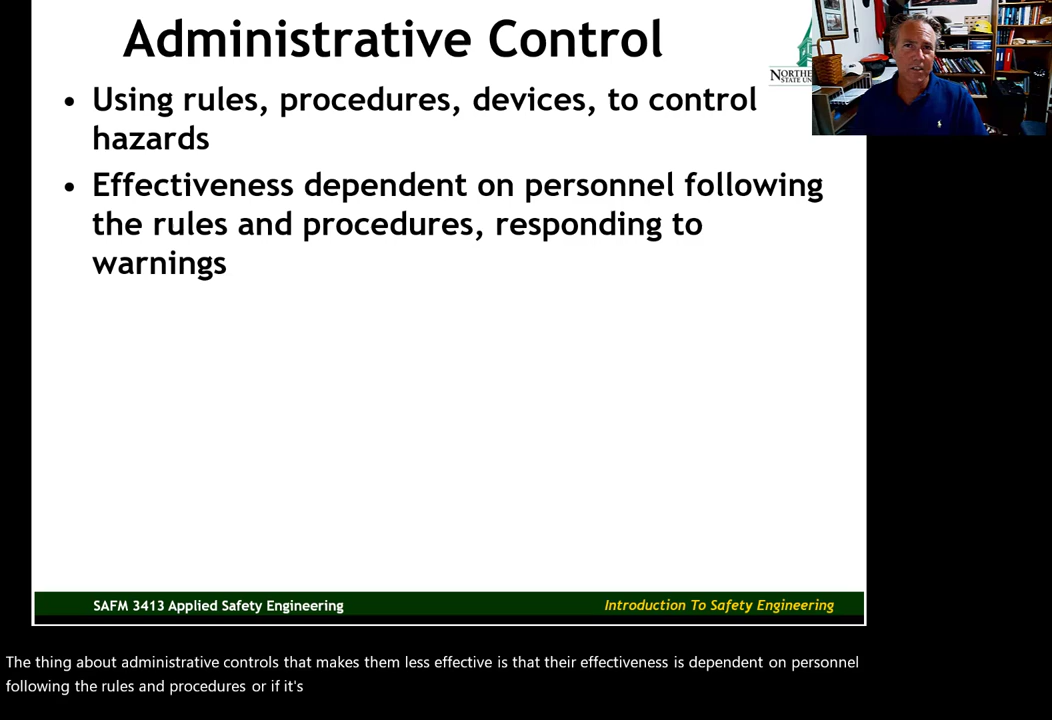 Administrative Control
• Using rules, procedures, devices, to control
hazards
• Effectiveness dependent on personnel following
the rules and procedures, responding to
warnings
SAFM 3413 Applied Safety Engineering
Introduction To Safety Engineering
The thing about administrative controls that makes them less effective is that their effectiveness is dependent on personnel
following the rules and procedures or if it's